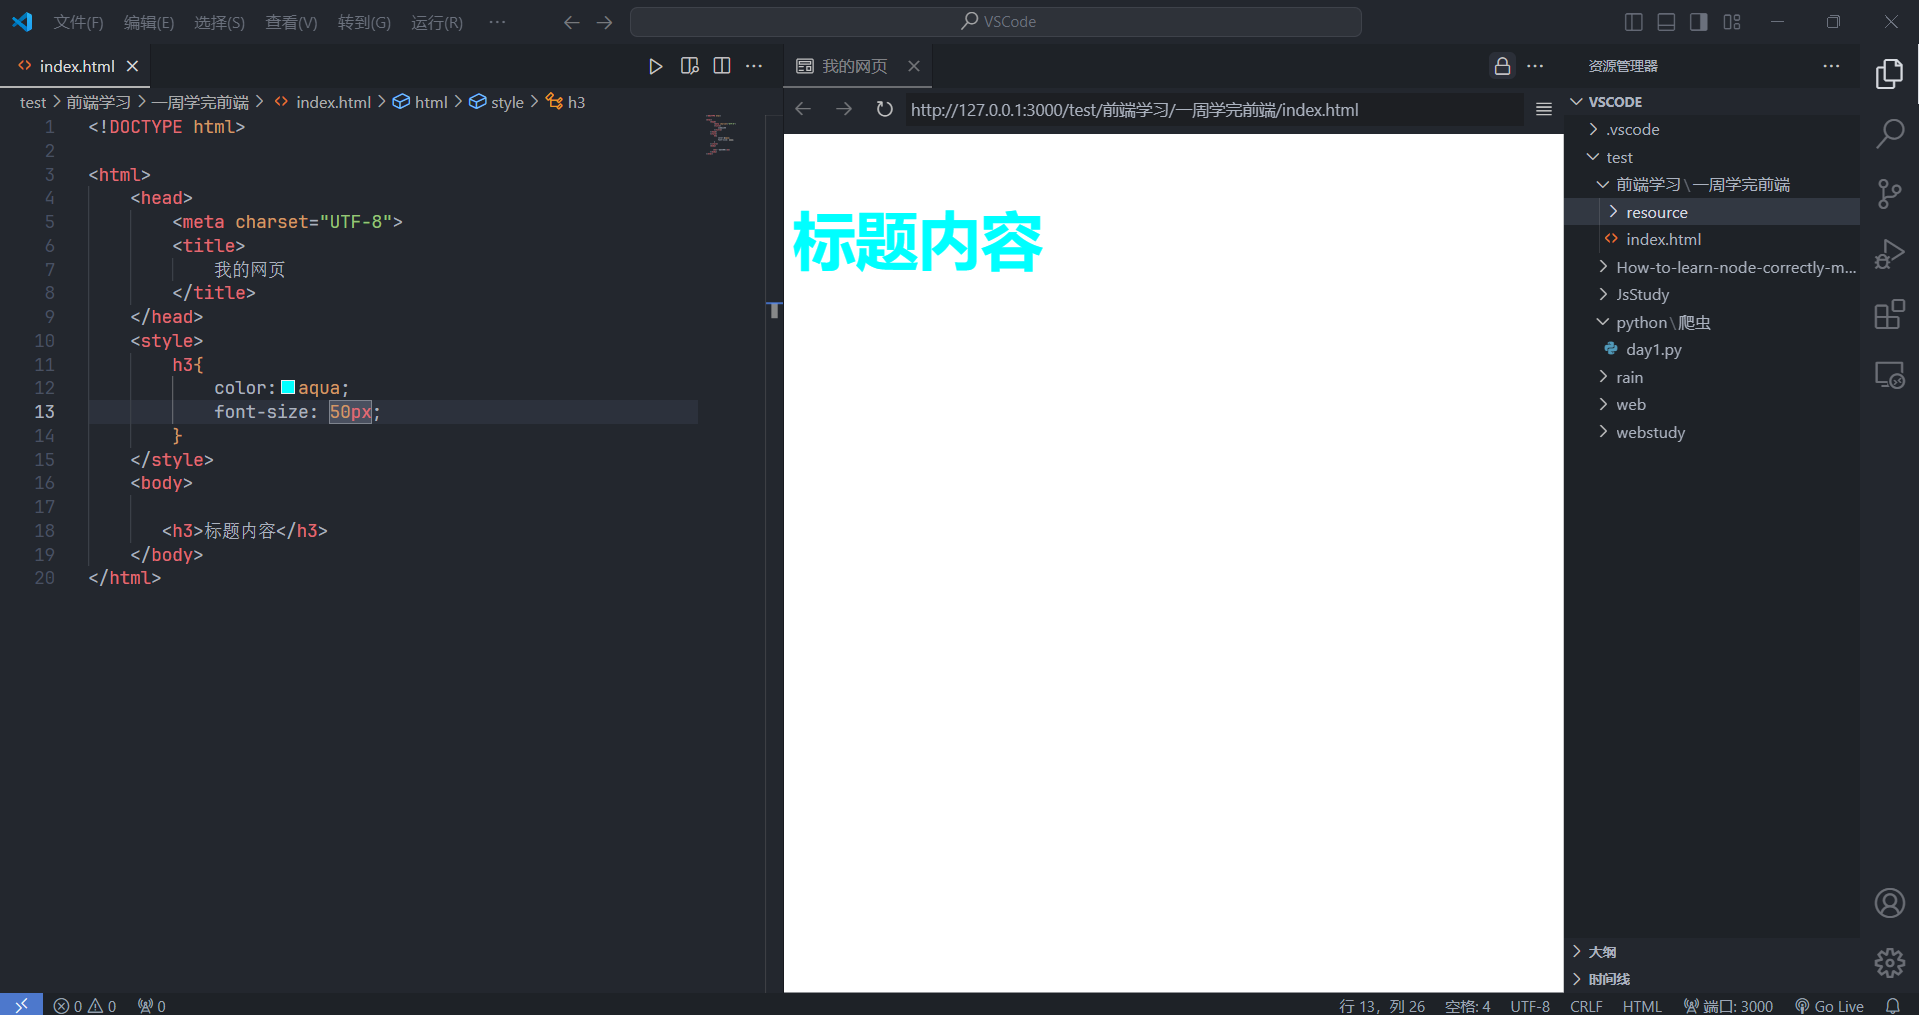 文件(F) 编辑(E) 选择(S) 查看(V) 转到(G) 运行(R) ··· VSCode
index.html
test > 前端学习 > 一周学完前端 > index.html > html > style > h3
1 <!DOCTYPE html>
2
3 <html>
4 <head>
5 <meta charset="UTF-8">
6 <title>
7 我的网页
8 </title>
9 </head>
10 <style>
11 h3{
12 color:aqua;
13 font-size: 50px;
14 }
15 </style>
16 <body>
17
18 <h3>标题内容</h3>
19 </body>
20 </html>
我的网页
http://127.0.0.1:3000/test/前端学习/一周学完前端/index.html
标题内容
资源管理器
VSCODE
.vscode
test
前端学习\一周学完前端
resource
index.html
How-to-learn-node-correctly-m...
JsStudy
python\爬虫
day1.py
rain
web
webstudy
大纲
时间线
0 0 0 行 13，列 26 空格: 4 UTF-8 CRLF HTML 端口: 3000 Go Live